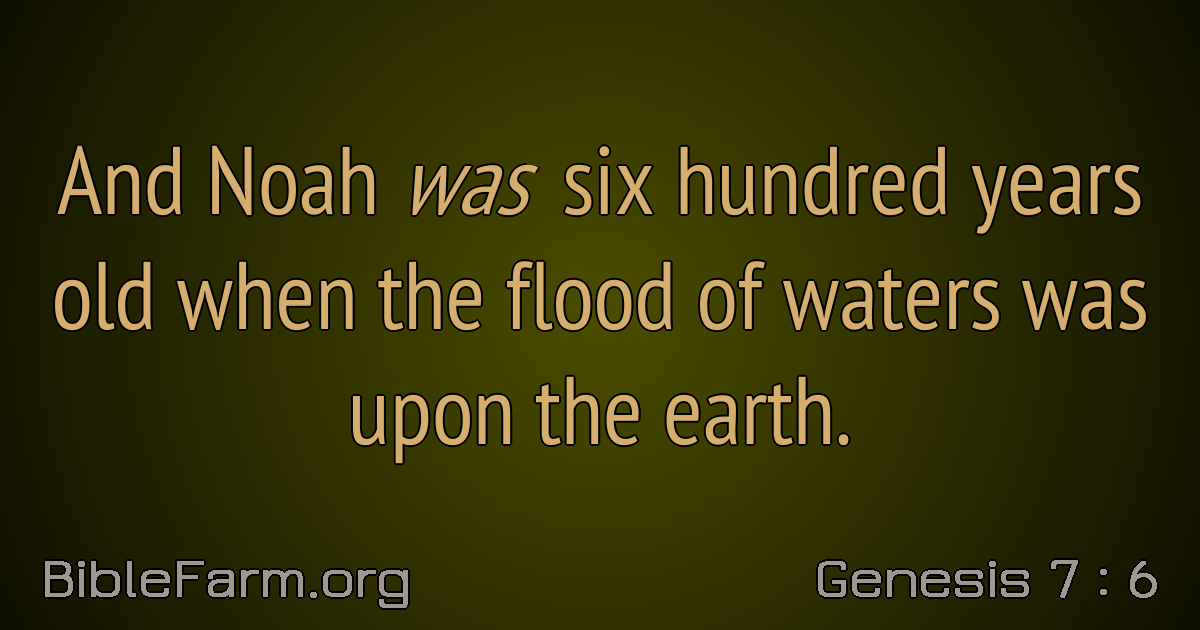 And Noah was six hundred years
old when the flood of waters was
upon the earth.
BibleFarm.org
Genesis 7 : 6